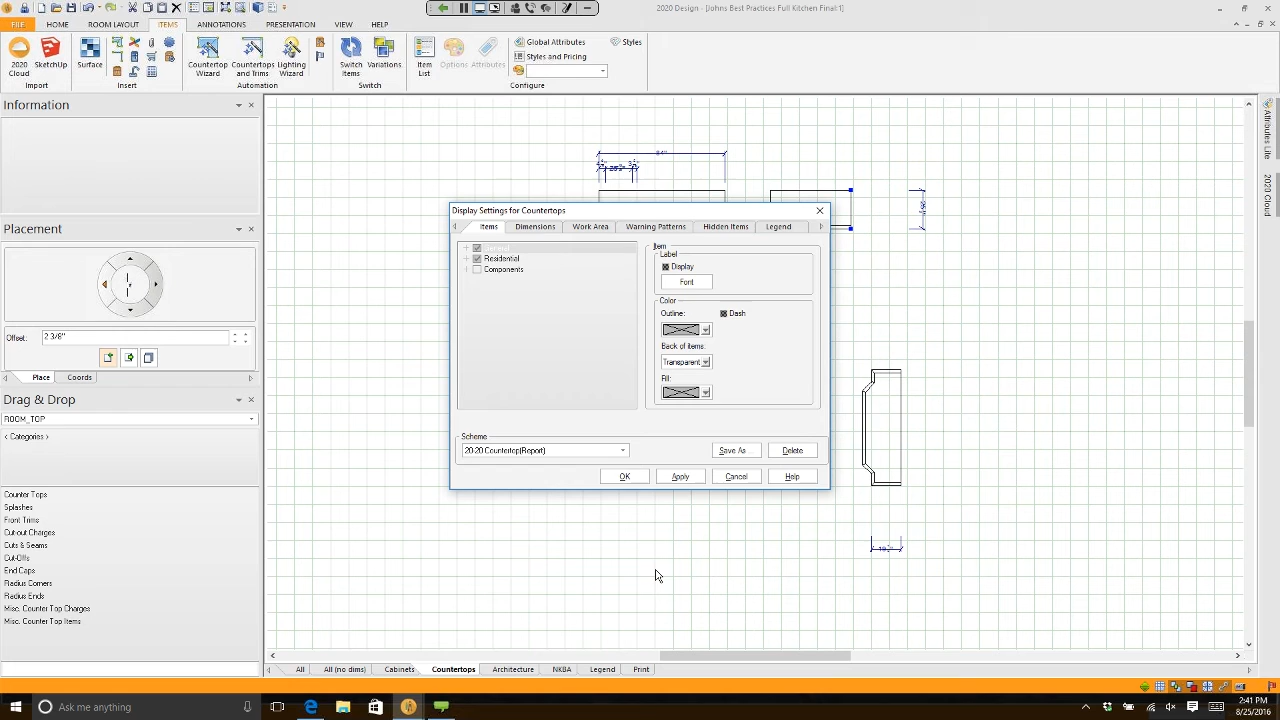 2020 Design - [Johns Best Practices Full Kitchen Final:1]
FILE HOME ROOM LAYOUT ITEMS ANNOTATIONS PRESENTATION VIEW HELP
2020 Cloud
SketchUp
Import
Surface
Insert
Countertop Wizard
Countertops and Trims
Lighting Wizard
Automation
Switch Items
Variations
Switch
Item List
Options
Attributes
Global Attributes
Styles and Pricing
Styles
Configure
Information
Placement
Offset: 2 3/8"
Place Coords
Drag & Drop
ROOM_TOP
< Categories >
Counter Tops
Splashes
Front Trims
Cut-out Charges
Cuts & Seams
Cut-Offs
End Caps
Radius Corners
Radius Ends
Misc. Counter Top Charges
Misc. Counter Top Items
Display Settings for Countertops
Items Dimensions Work Area Warning Patterns Hidden Items Legend
General
Residential
Components
Item
Label
Display
Font
Color
Outline:
Dash
Back of items:
Transparent
Fill:
Scheme
20-20 Countertop(Report)
Save As ...
Delete
OK Apply Cancel Help
All All (no dims) Cabinets Countertops Architecture NKBA Legend Print
Attributes Life
2020 Cloud
Ask me anything
2:41 PM
8/25/2016